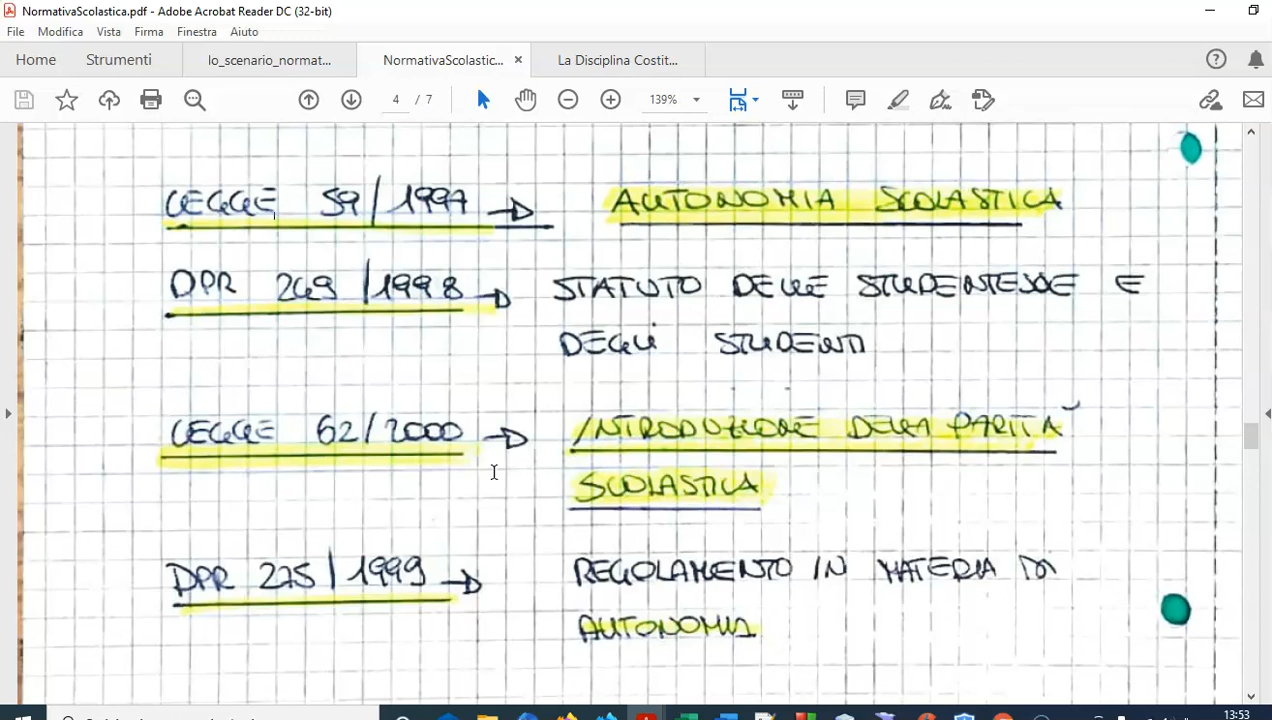 NormativaScolastica.pdf - Adobe Acrobat Reader DC (32-bit)
File Modifica Vista Firma Finestra Aiuto
Home Strumenti lo_scenario_normat... NormativaScolastic... × La Disciplina Costit...
4 / 7 139%
LEGGE 59/1997 → AUTONOMIA SCOLASTICA
DPR 249/1998 → STATUTO DELLE STUDENTESSE E
DEGLI STUDENTI
LEGGE 62/2000 → INTRODUZIONE DELLA PARITÀ
SCOLASTICA
DPR 275/1999 → REGOLAMENTO IN MATERIA DI
AUTONOMIA
13:53